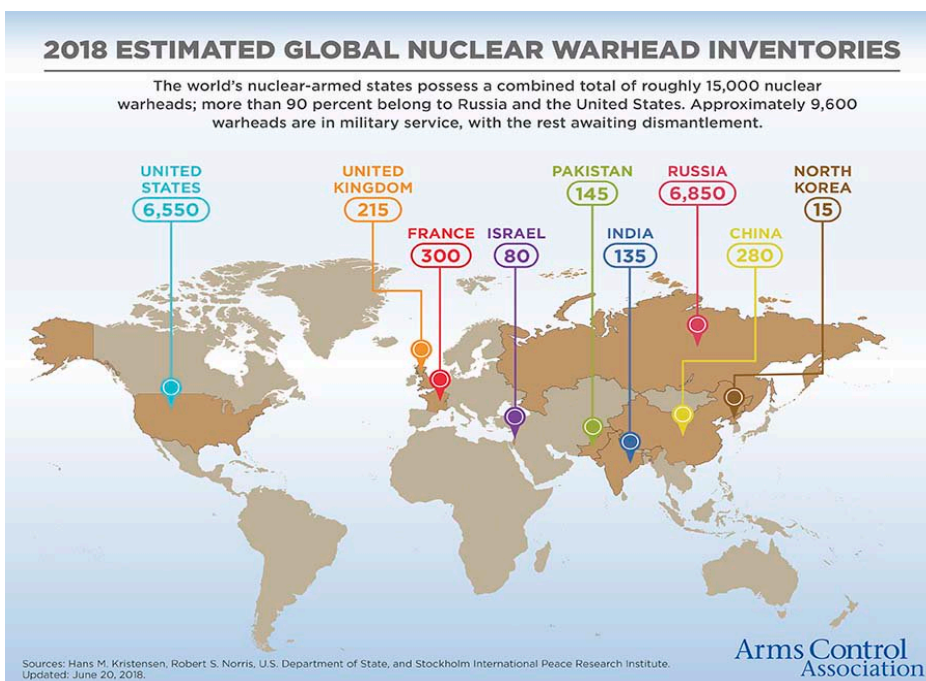 2018 ESTIMATED GLOBAL NUCLEAR WARHEAD INVENTORIES
The world’s nuclear-armed states possess a combined total of roughly 15,000 nuclear
warheads; more than 90 percent belong to Russia and the United States. Approximately 9,600
warheads are in military service, with the rest awaiting dismantlement.
UNITED
STATES
6,550
UNITED
KINGDOM
215
FRANCE
300
ISRAEL
80
PAKISTAN
145
INDIA
135
RUSSIA
6,850
CHINA
280
NORTH
KOREA
15
Sources: Hans M. Kristensen, Robert S. Norris, U.S. Department of State, and Stockholm International Peace Research Institute.
Updated: June 20, 2018.
Arms Control
Association